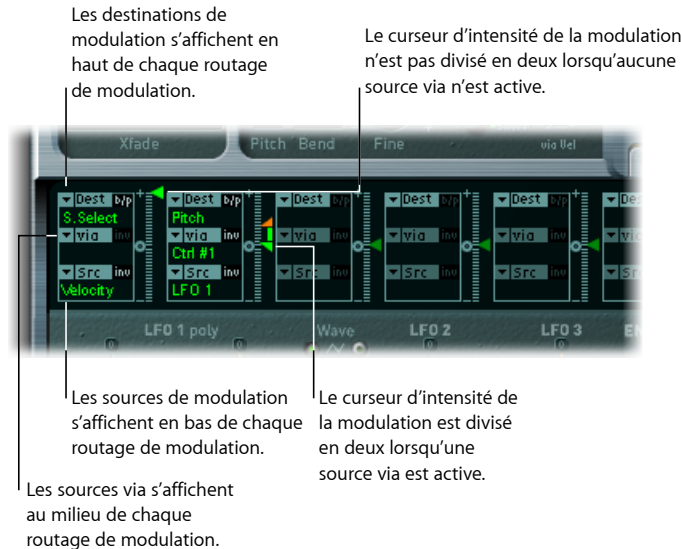 Les destinations de
modulation s'affichent en
haut de chaque routage
de modulation.
Le curseur d'intensité de la modulation
n'est pas divisé en deux lorsqu'aucune
source via n'est active.
Xfade
Pitch Bend
Fine
via Vel
Dest b/p
S.Select
via inv
Src inv
Velocity
Dest b/p
Pitch
via inv
Ctrl #1
Src inv
LFO 1
Dest b/p
via inv
Src inv
Dest b/p
via inv
Src inv
Dest b/p
via inv
Src inv
LFO 1 poly
Wave
LFO 2
LFO 3
Les sources de modulation
s'affichent en bas de chaque
routage de modulation.
Le curseur d'intensité de
la modulation est divisé
en deux lorsqu'une
source via est active.
Les sources via s'affichent
au milieu de chaque
routage de modulation.